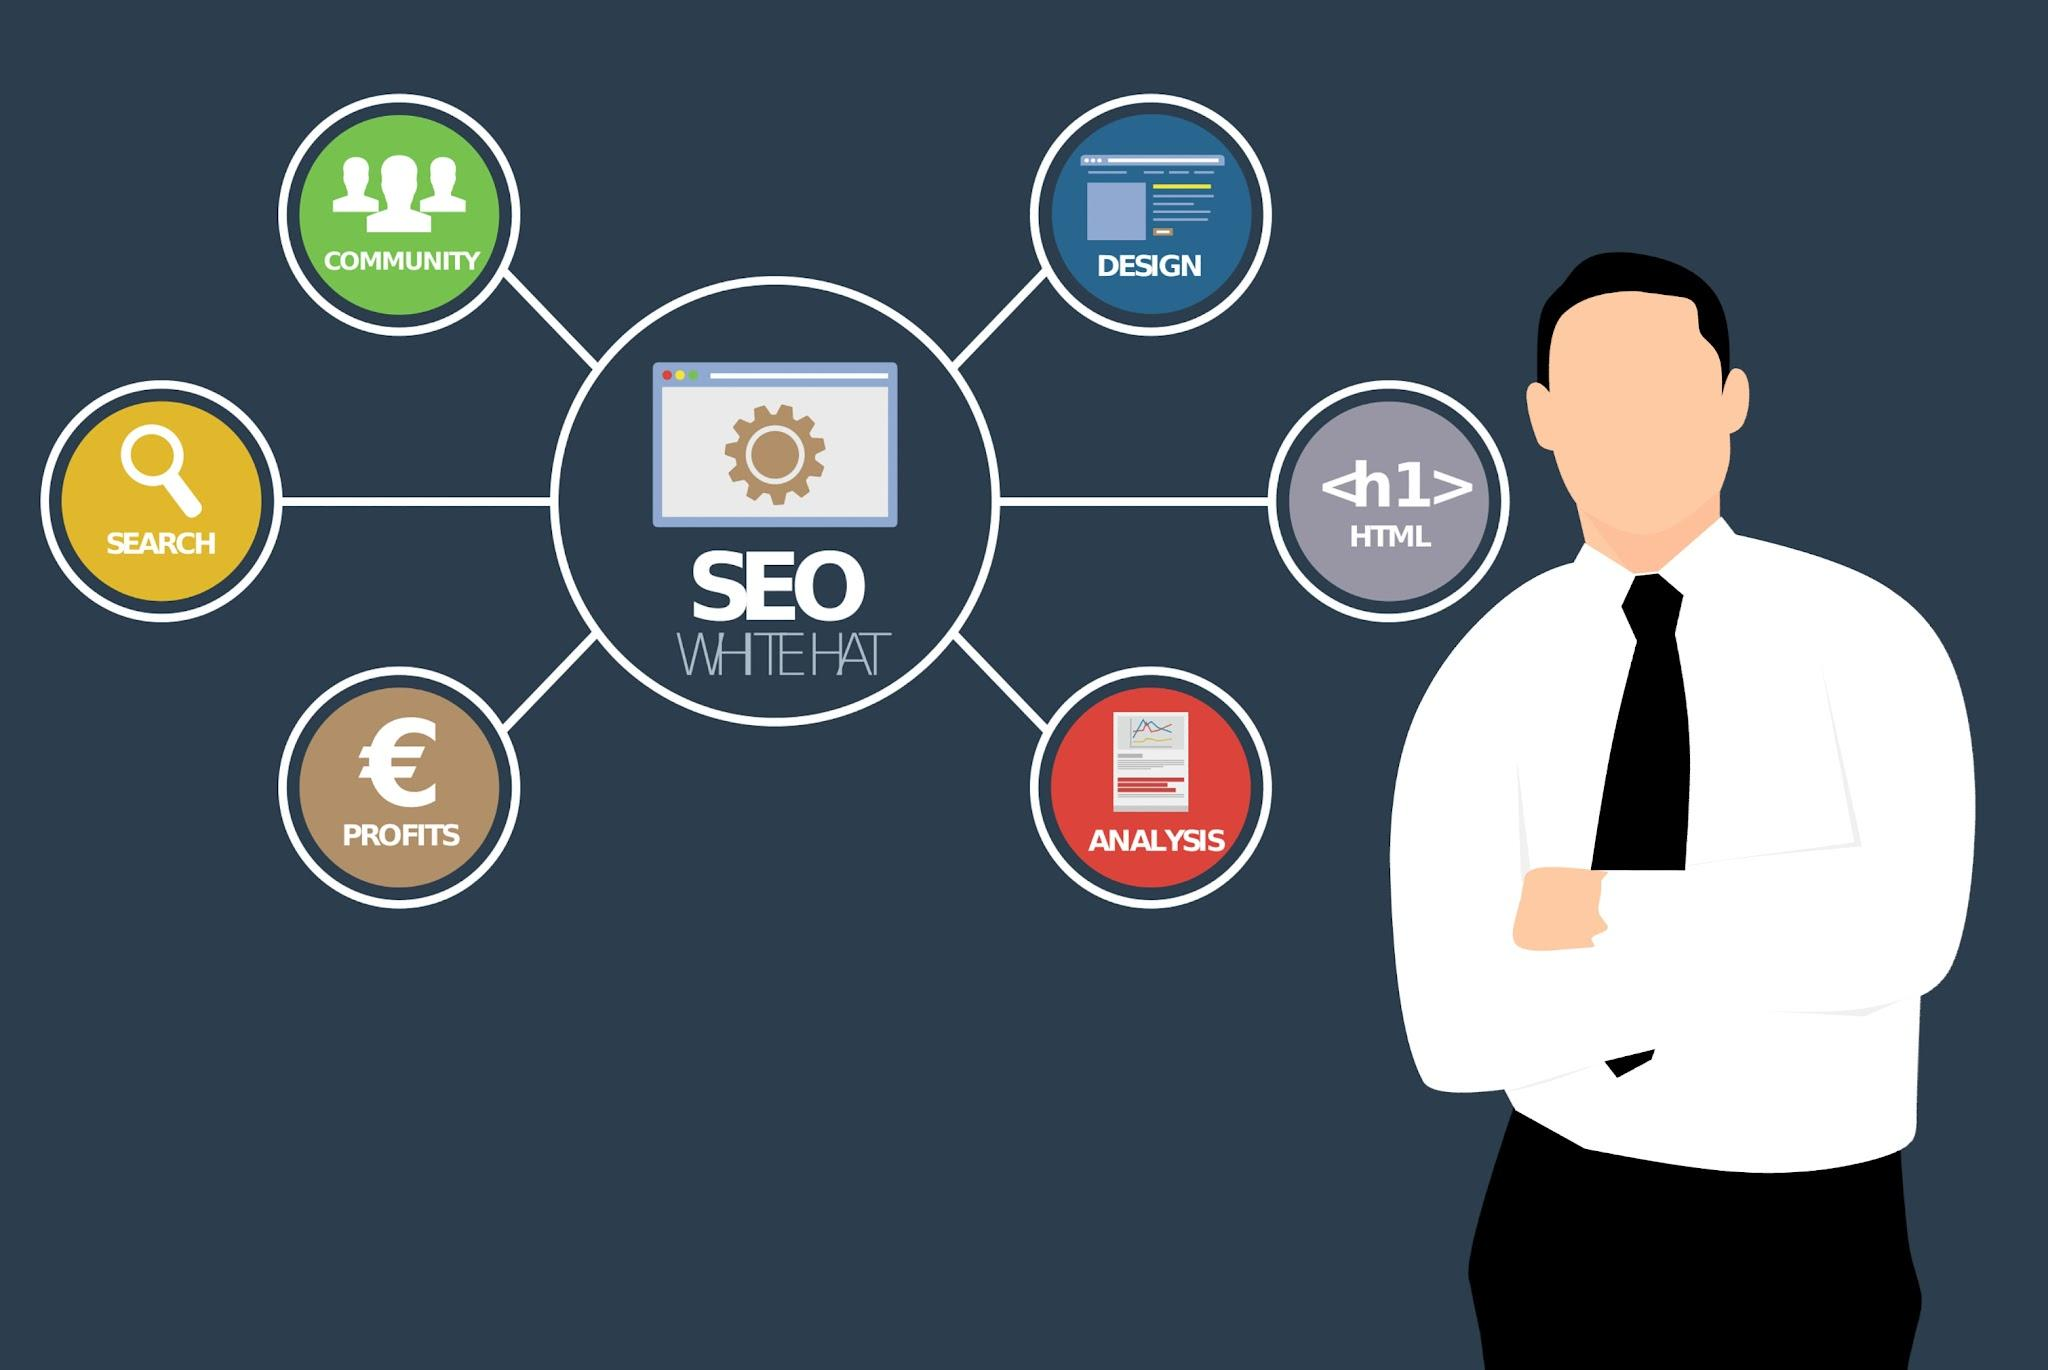 COMMUNITY
DESIGN
SEARCH
SEO
WHITE HAT
<h1>
HTML
€
PROFITS
ANALYSIS